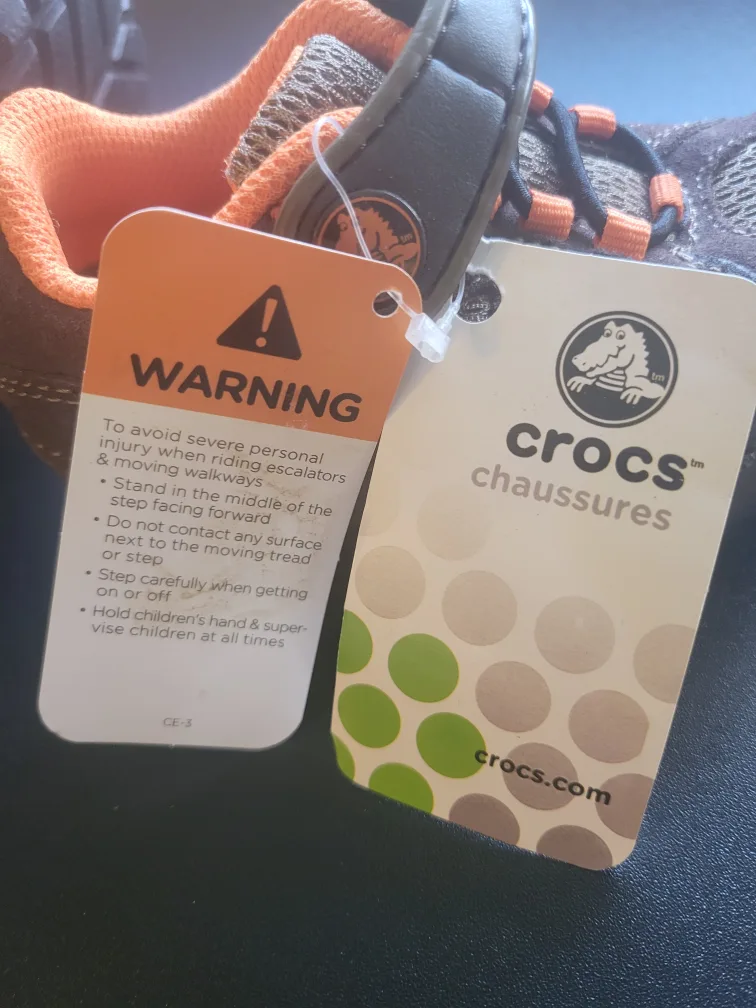 WARNING
To avoid severe personal
injury when riding escalators
& moving walkways
• Stand in the middle of the
step facing forward
• Do not contact any surface
next to the moving tread
or step
• Step carefully when getting
on or off
• Hold children's hand & super-
vise children at all times
CE-3
tm
crocs™
chaussures
crocs.com